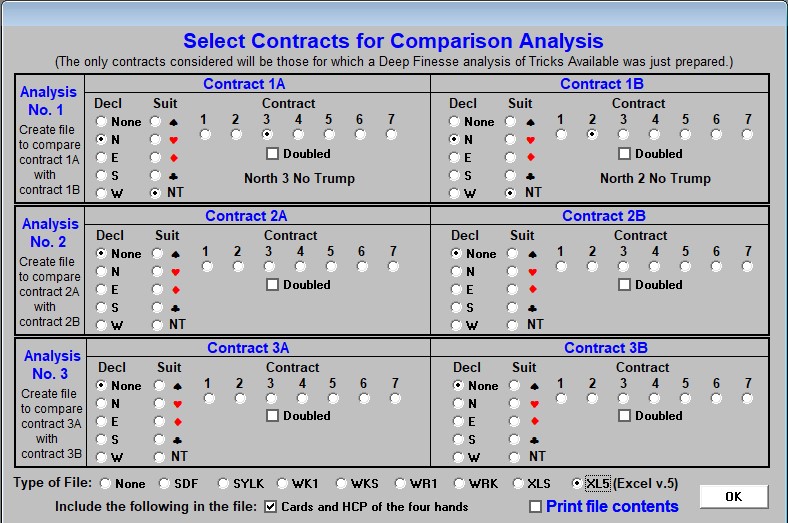 Select Contracts for Comparison Analysis
(The only contracts considered will be those for which a Deep Finesse analysis of Tricks Available was just prepared.)
Analysis
No. 1
Create file
to compare
contract 1A
with
contract 1B
Contract 1A
Decl Suit Contract
None ♠ 1 2 3 4 5 6 7
N ♥
E ♦ Doubled
S ♣ North 3 No Trump
W NT
Contract 1B
Decl Suit Contract
None ♠ 1 2 3 4 5 6 7
N ♥
E ♦ Doubled
S ♣ North 2 No Trump
W NT
Analysis
No. 2
Create file
to compare
contract 2A
with
contract 2B
Contract 2A
Decl Suit Contract
None ♠ 1 2 3 4 5 6 7
N ♥
E ♦ Doubled
S ♣
W NT
Contract 2B
Decl Suit Contract
None ♠ 1 2 3 4 5 6 7
N ♥
E ♦ Doubled
S ♣
W NT
Analysis
No. 3
Create file
to compare
contract 3A
with
contract 3B
Contract 3A
Decl Suit Contract
None ♠ 1 2 3 4 5 6 7
N ♥
E ♦ Doubled
S ♣
W NT
Contract 3B
Decl Suit Contract
None ♠ 1 2 3 4 5 6 7
N ♥
E ♦ Doubled
S ♣
W NT
Type of File: None SDF SYLK WK1 WKS WR1 WRK XLS XL5 (Excel v.5)
OK
Include the following in the file: Cards and HCP of the four hands Print file contents